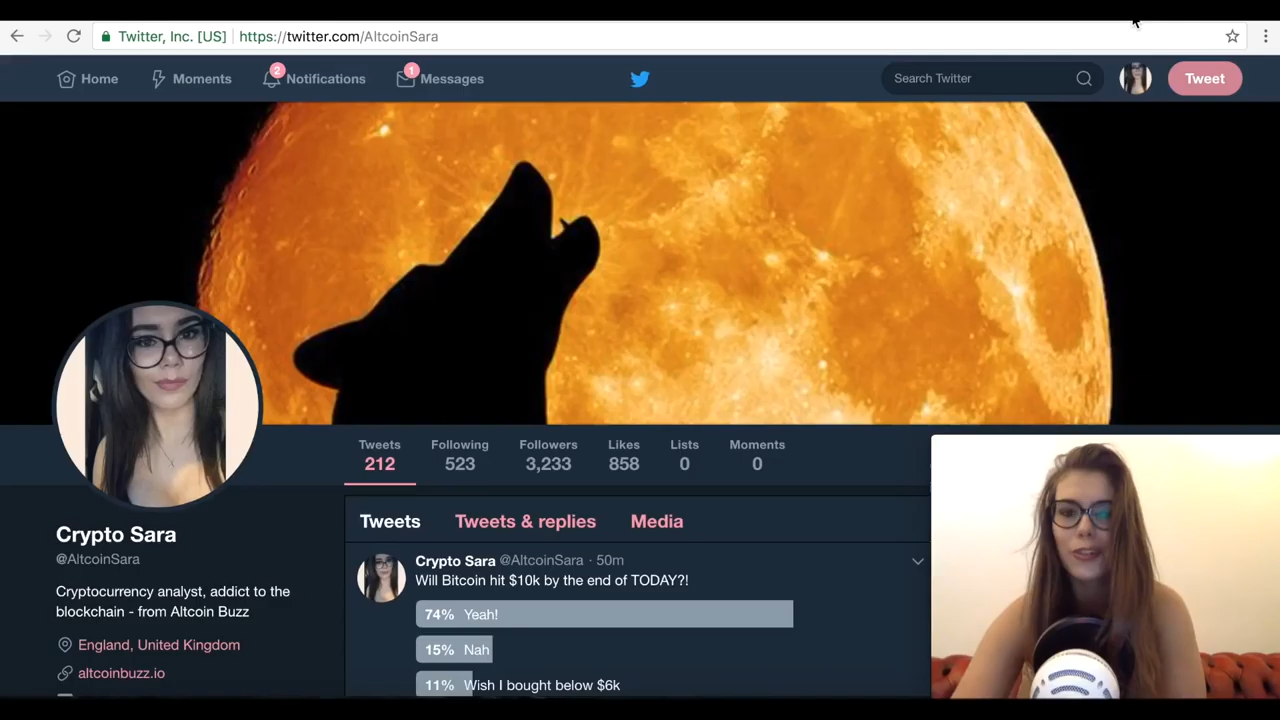 Twitter, Inc. [US] https://twitter.com/AltcoinSara
Home Moments 2 Notifications 1 Messages Search Twitter Tweet
Tweets Following Followers Likes Lists Moments
212 523 3,233 858 0 0
Tweets Tweets & replies Media
Crypto Sara
@AltcoinSara
Cryptocurrency analyst, addict to the
blockchain - from Altcoin Buzz
England, United Kingdom
altcoinbuzz.io
Crypto Sara @AltcoinSara · 50m
Will Bitcoin hit $10k by the end of TODAY?!
74% Yeah!
15% Nah
11% Wish I bought below $6k